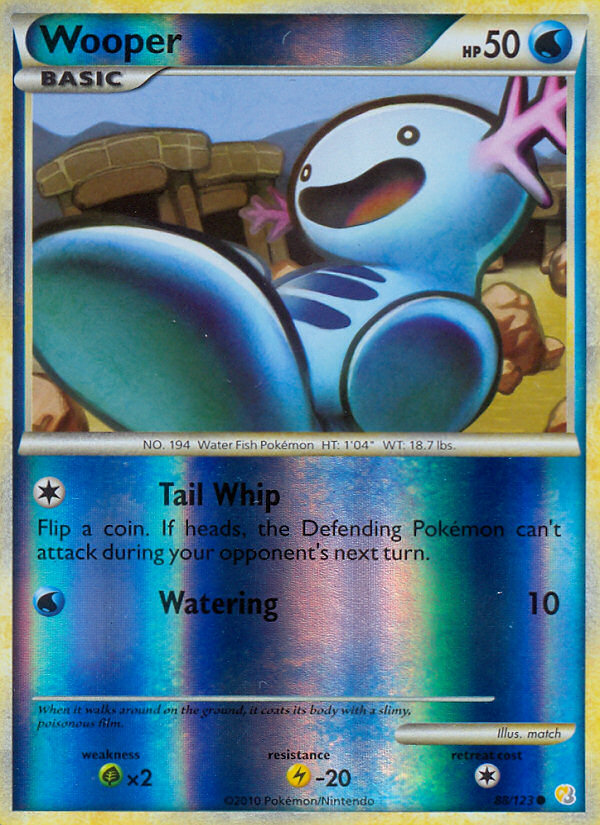 Wooper HP 50
BASIC
NO. 194 Water Fish Pokémon HT: 1'04" WT: 18.7 lbs.
Tail Whip
Flip a coin. If heads, the Defending Pokémon can't
attack during your opponent's next turn.
Watering 10
When it walks around on the ground, it coats its body with a slimy,
poisonous film.
Illus. match
weakness resistance retreat cost
×2 -20
©2010 Pokémon/Nintendo 88/123